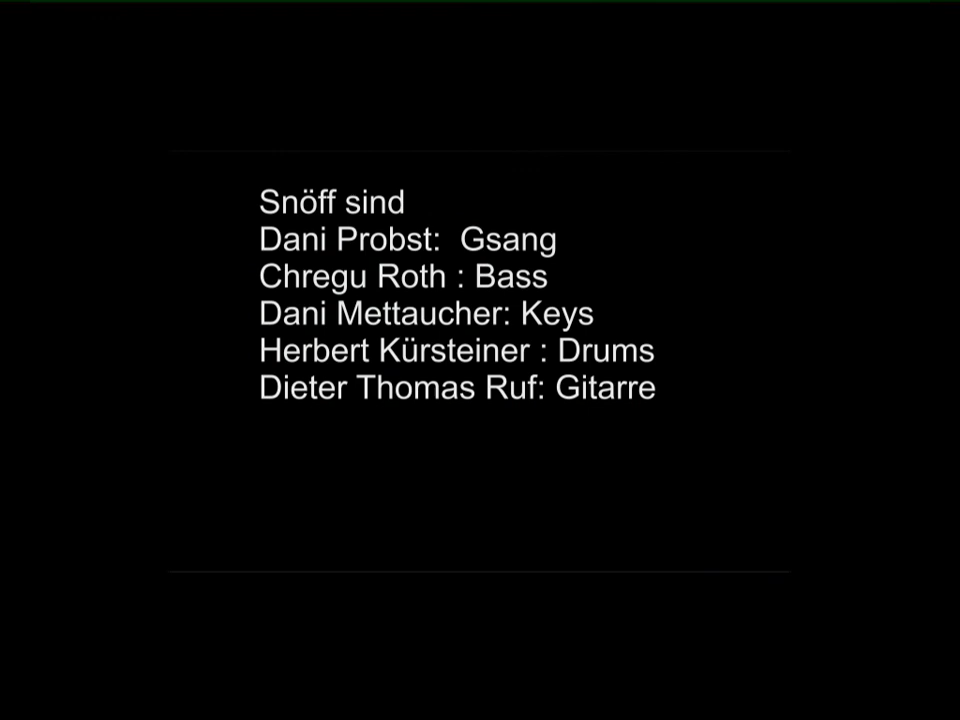 Snöff sind
Dani Probst:  Gsang
Chregu Roth : Bass
Dani Mettaucher: Keys
Herbert Kürsteiner : Drums
Dieter Thomas Ruf: Gitarre